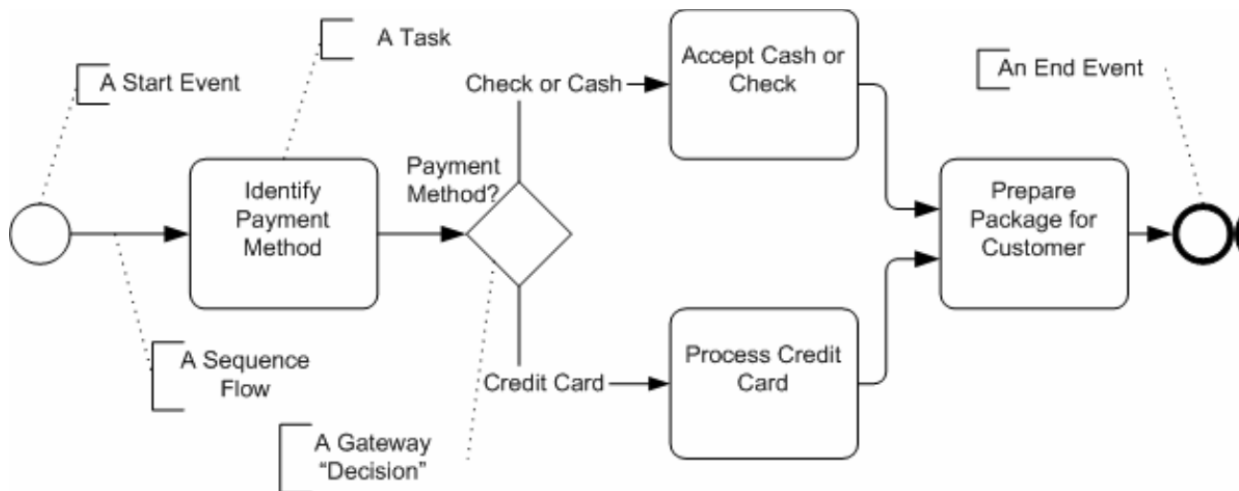 A Task
A Start Event
Check or Cash
Accept Cash or
Check
An End Event
Identify
Payment
Method
Payment
Method?
Prepare
Package for
Customer
A Sequence
Flow
Credit Card
Process Credit
Card
A Gateway
“Decision”